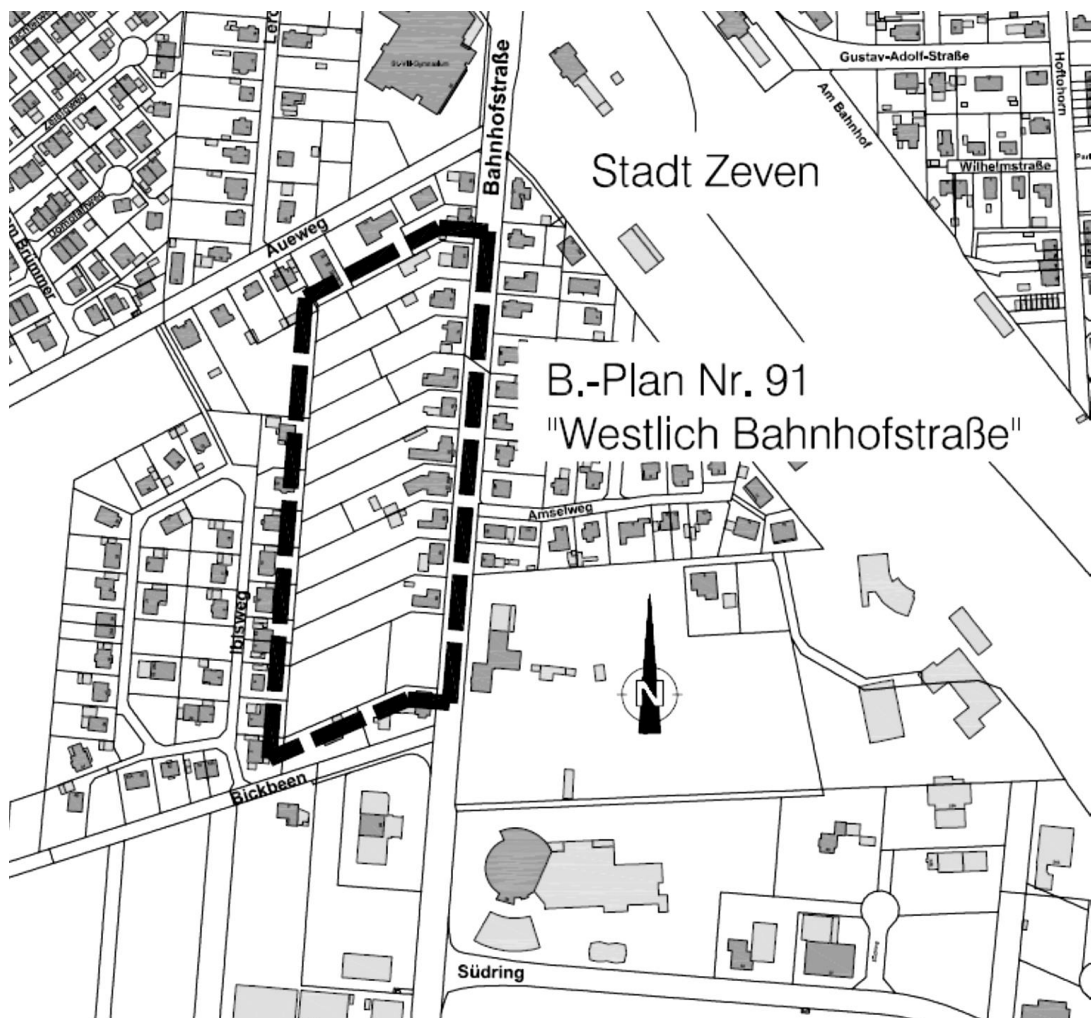 Gustav-Adolf-Straße
Bahnhofstraße
Am Bahnhof
Hoftohorn
Stadt Zeven
Wilhelmstraße
Aueweg
B.-Plan Nr. 91
"Westlich Bahnhofstraße"
Amselweg
Ibisweg
N
Bickbeen
Südring